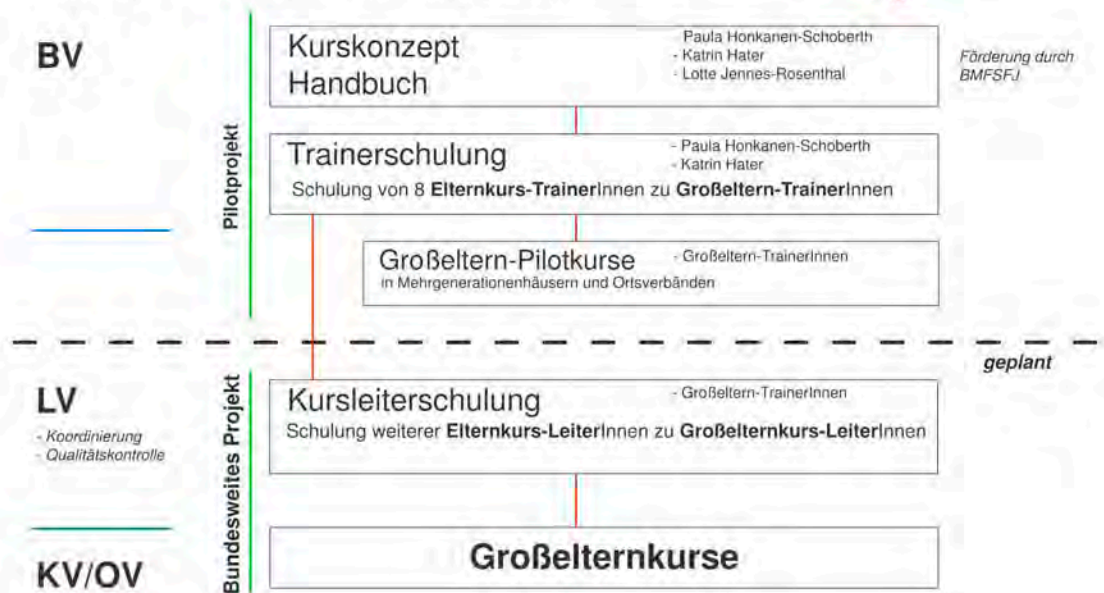 BV
Pilotprojekt
Kurskonzept
Handbuch
Paula Honkanen-Schoberth
- Katrin Hater
- Lotte Jennes-Rosenthal
Förderung durch
BMFSFJ
Trainerschulung
- Paula Honkanen-Schoberth
- Katrin Hater
Schulung von 8 Elternkurs-TrainerInnen zu Großeltern-TrainerInnen
Großeltern-Pilotkurse
- Großeltern-TrainerInnen
in Mehrgenerationenhäusern und Ortsverbänden
geplant
LV
- Koordinierung
- Qualitätskontrolle
Bundesweites Projekt
Kursleiterschulung
- Großeltern-TrainerInnen
Schulung weiterer Elternkurs-LeiterInnen zu Großelternkurs-LeiterInnen
KV/OV
Großelternkurse